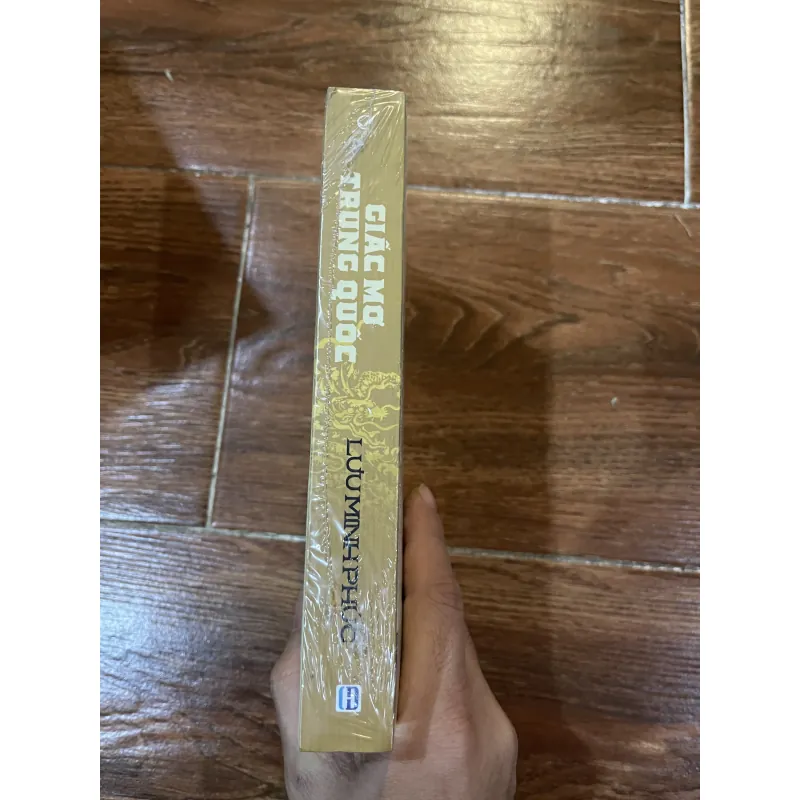 GIẤC MƠ
TRUNG QUỐC
LƯU MINH PHÚC